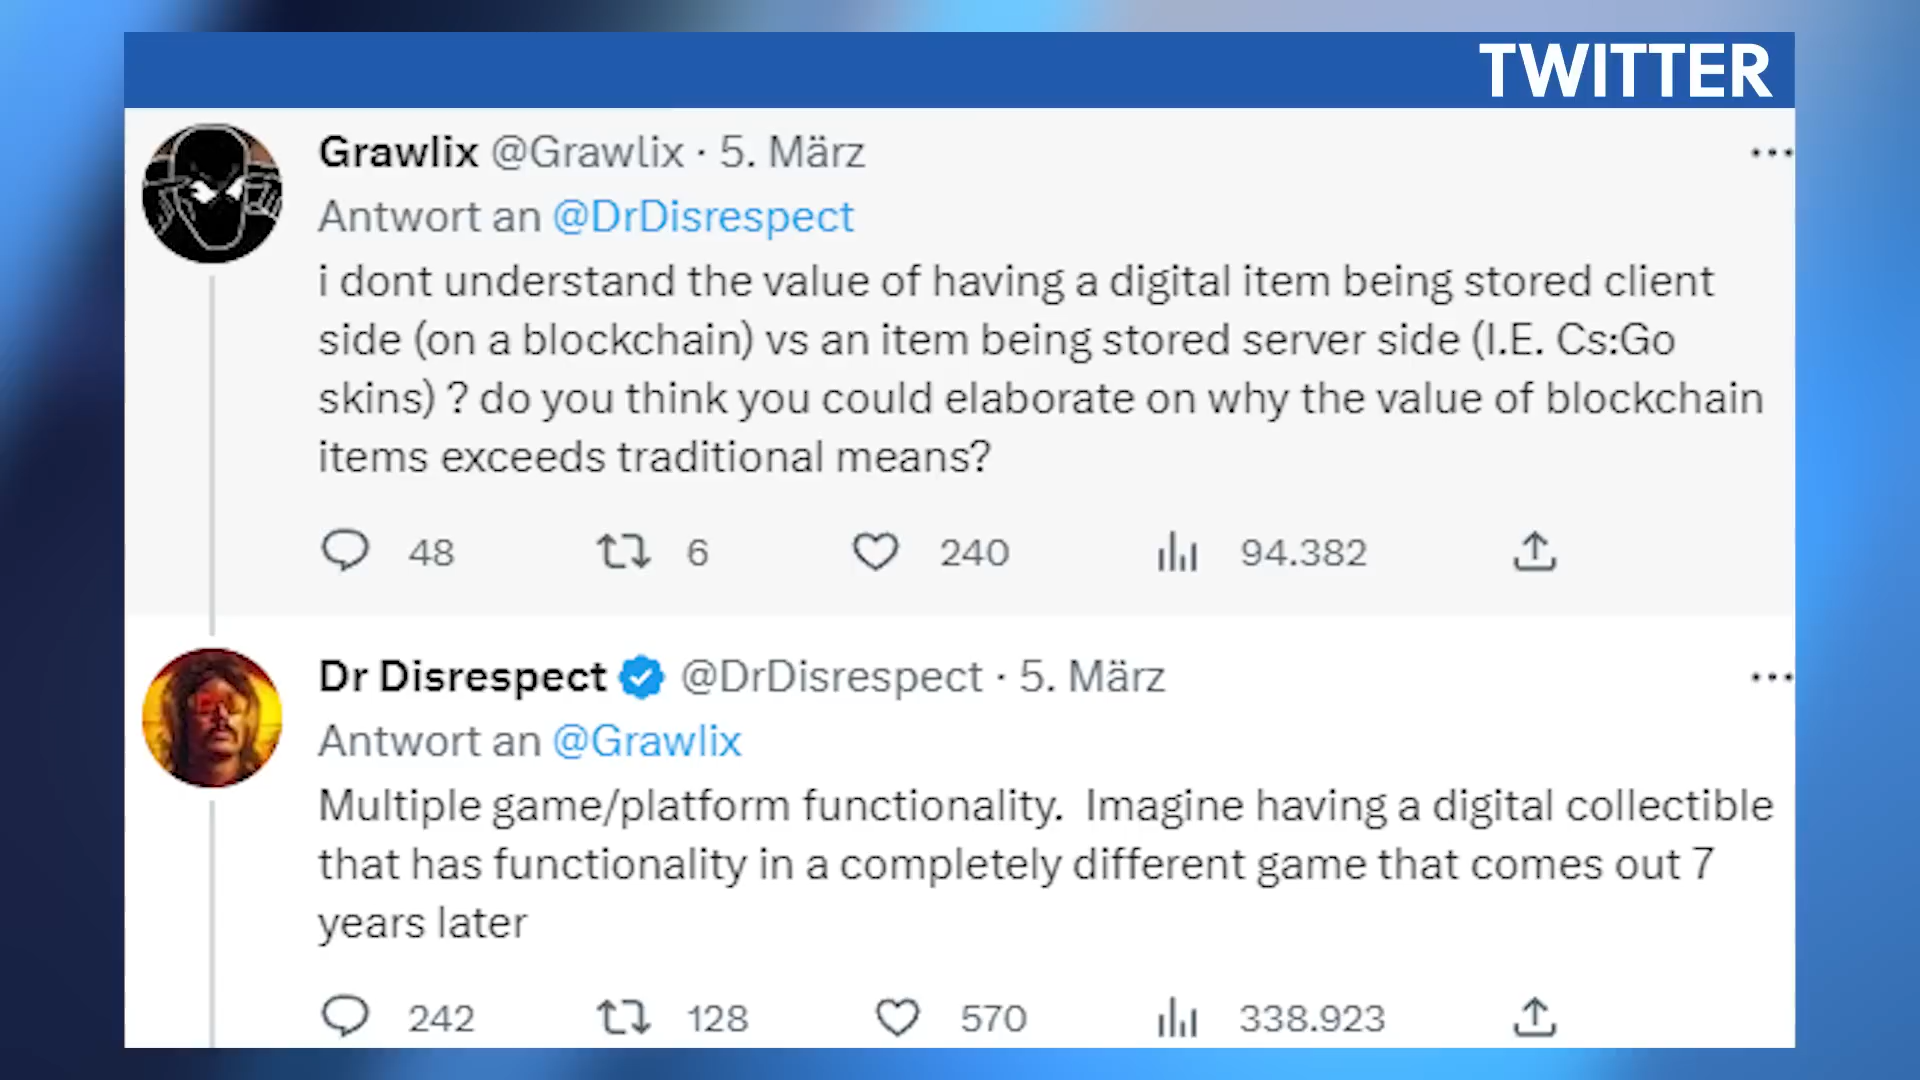 TWITTER
Grawlix @Grawlix · 5. März
Antwort an @DrDisrespect
i dont understand the value of having a digital item being stored client
side (on a blockchain) vs an item being stored server side (I.E. Cs:Go
skins) ? do you think you could elaborate on why the value of blockchain
items exceeds traditional means?
48 6 240 94.382
Dr Disrespect @DrDisrespect · 5. März
Antwort an @Grawlix
Multiple game/platform functionality.  Imagine having a digital collectible
that has functionality in a completely different game that comes out 7
years later
242 128 570 338.923